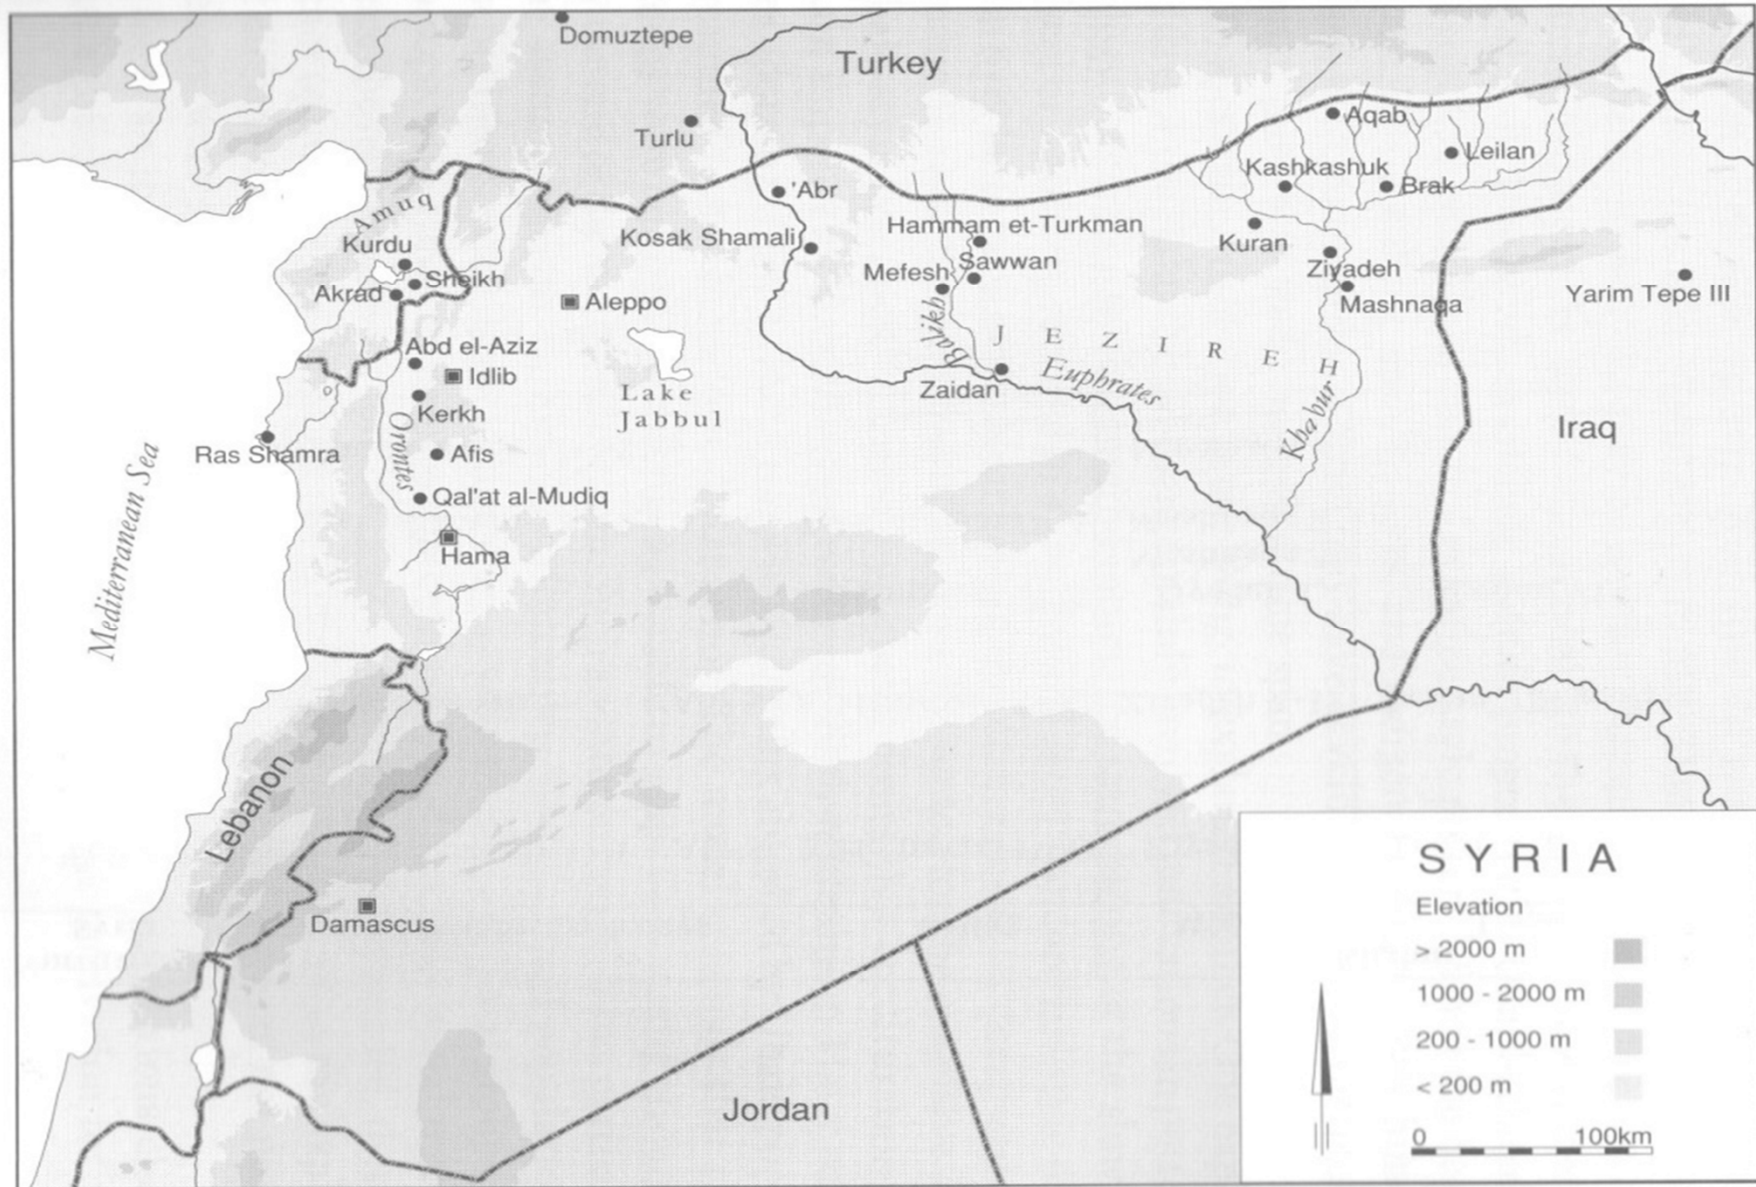 Domuztepe
Turkey
Turlu
Aqab
Leilan
Kashkashuk
Brak
'Abr
Amuq
Kurdu
Kosak Shamali
Hammam et-Turkman
Kuran
Sawwan
Mefesh
Ziyadeh
Sheikh
Akrad
Aleppo
Mashnaqa
Yarim Tepe III
Balikh
JEZIREH
Abd el-Aziz
Idlib
Lake
Jabbul
Zaidan
Euphrates
Kerkh
Khabur
Iraq
Orontes
Ras Shamra
Afis
Qal'at al-Mudiq
Mediterranean Sea
Hama
Lebanon
Damascus
Jordan
SYRIA
Elevation
> 2000 m
1000 - 2000 m
200 - 1000 m
< 200 m
0 100km